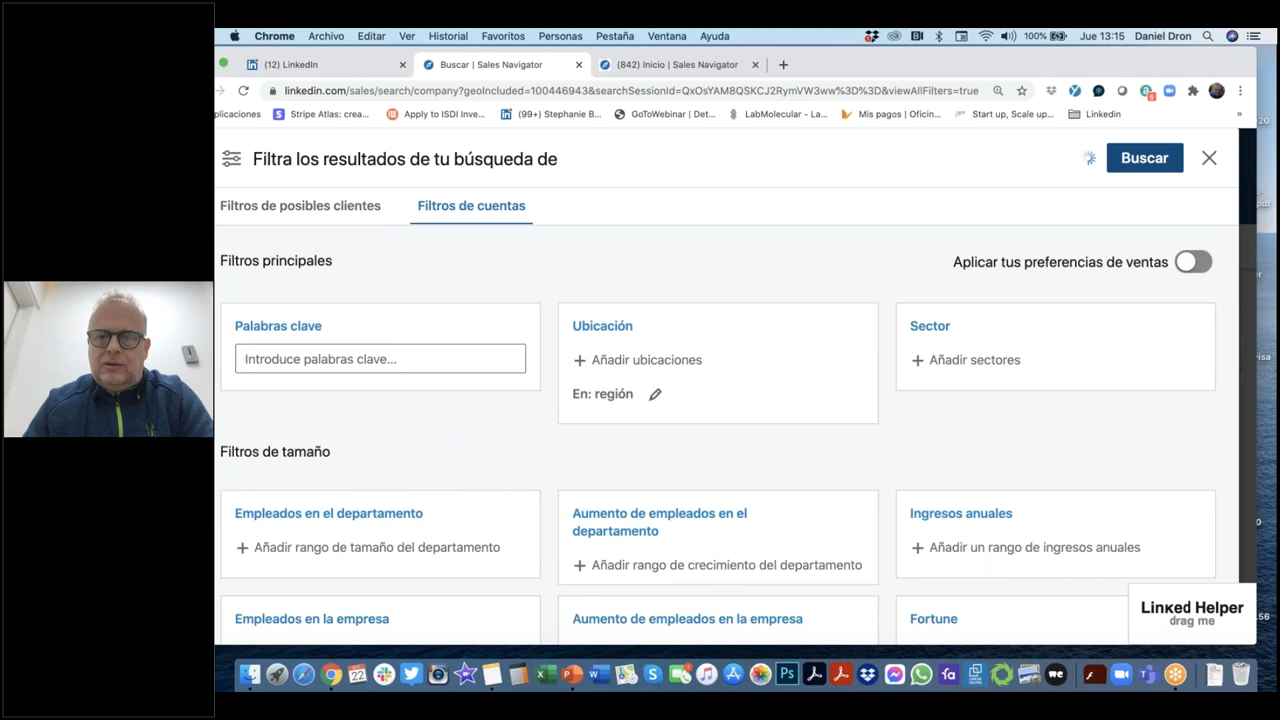 Chrome Archivo Editar Ver Historial Favoritos Personas Pestaña Ventana Ayuda 100% Jue 13:15 Daniel Dron
(12) LinkedIn Buscar | Sales Navigator (842) Inicio | Sales Navigator
linkedin.com/sales/search/company?geoIncluded=100446943&searchSessionId=QxOsYAM8QSKCJ2RymVW3ww%3D%3D&viewAllFilters=true
plicaciones Stripe Atlas: crea... Apply to ISDI Inve... (99+) Stephanie B... GoToWebinar | Det... LabMolecular - La... Mis pagos | Oficin... Start up, Scale up... Linkedin »
Filtra los resultados de tu búsqueda de
Buscar
Filtros de posibles clientes Filtros de cuentas
Filtros principales
Aplicar tus preferencias de ventas
Palabras clave
Introduce palabras clave...
Ubicación
+ Añadir ubicaciones
En: región
Sector
+ Añadir sectores
Filtros de tamaño
Empleados en el departamento
+ Añadir rango de tamaño del departamento
Aumento de empleados en el
departamento
+ Añadir rango de crecimiento del departamento
Ingresos anuales
+ Añadir un rango de ingresos anuales
Empleados en la empresa
Aumento de empleados en la empresa
Fortune
Linked Helper
drag me